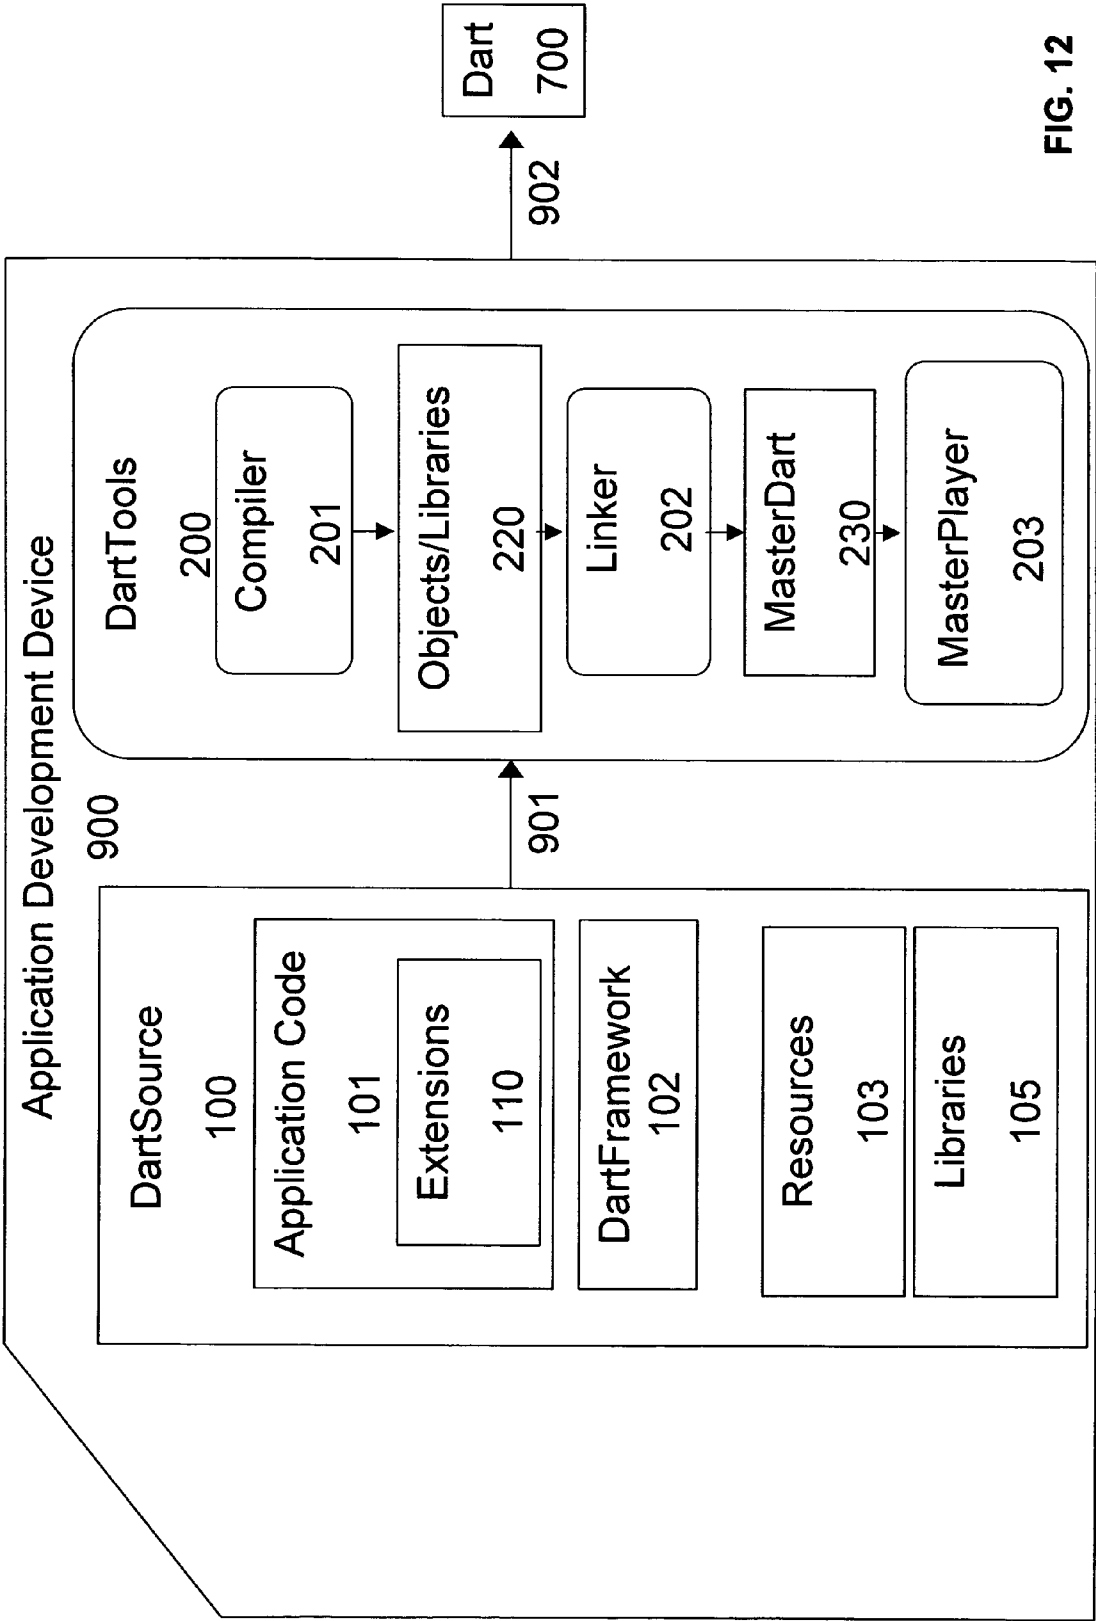 Application Development Device
900
DartSource
100
Application Code
101
Extensions
110
DartFramework
102
Resources
103
Libraries
105
901
DartTools
200
Compiler
201
Objects/Libraries
220
Linker
202
MasterDart
230
MasterPlayer
203
902
Dart
700
FIG. 12